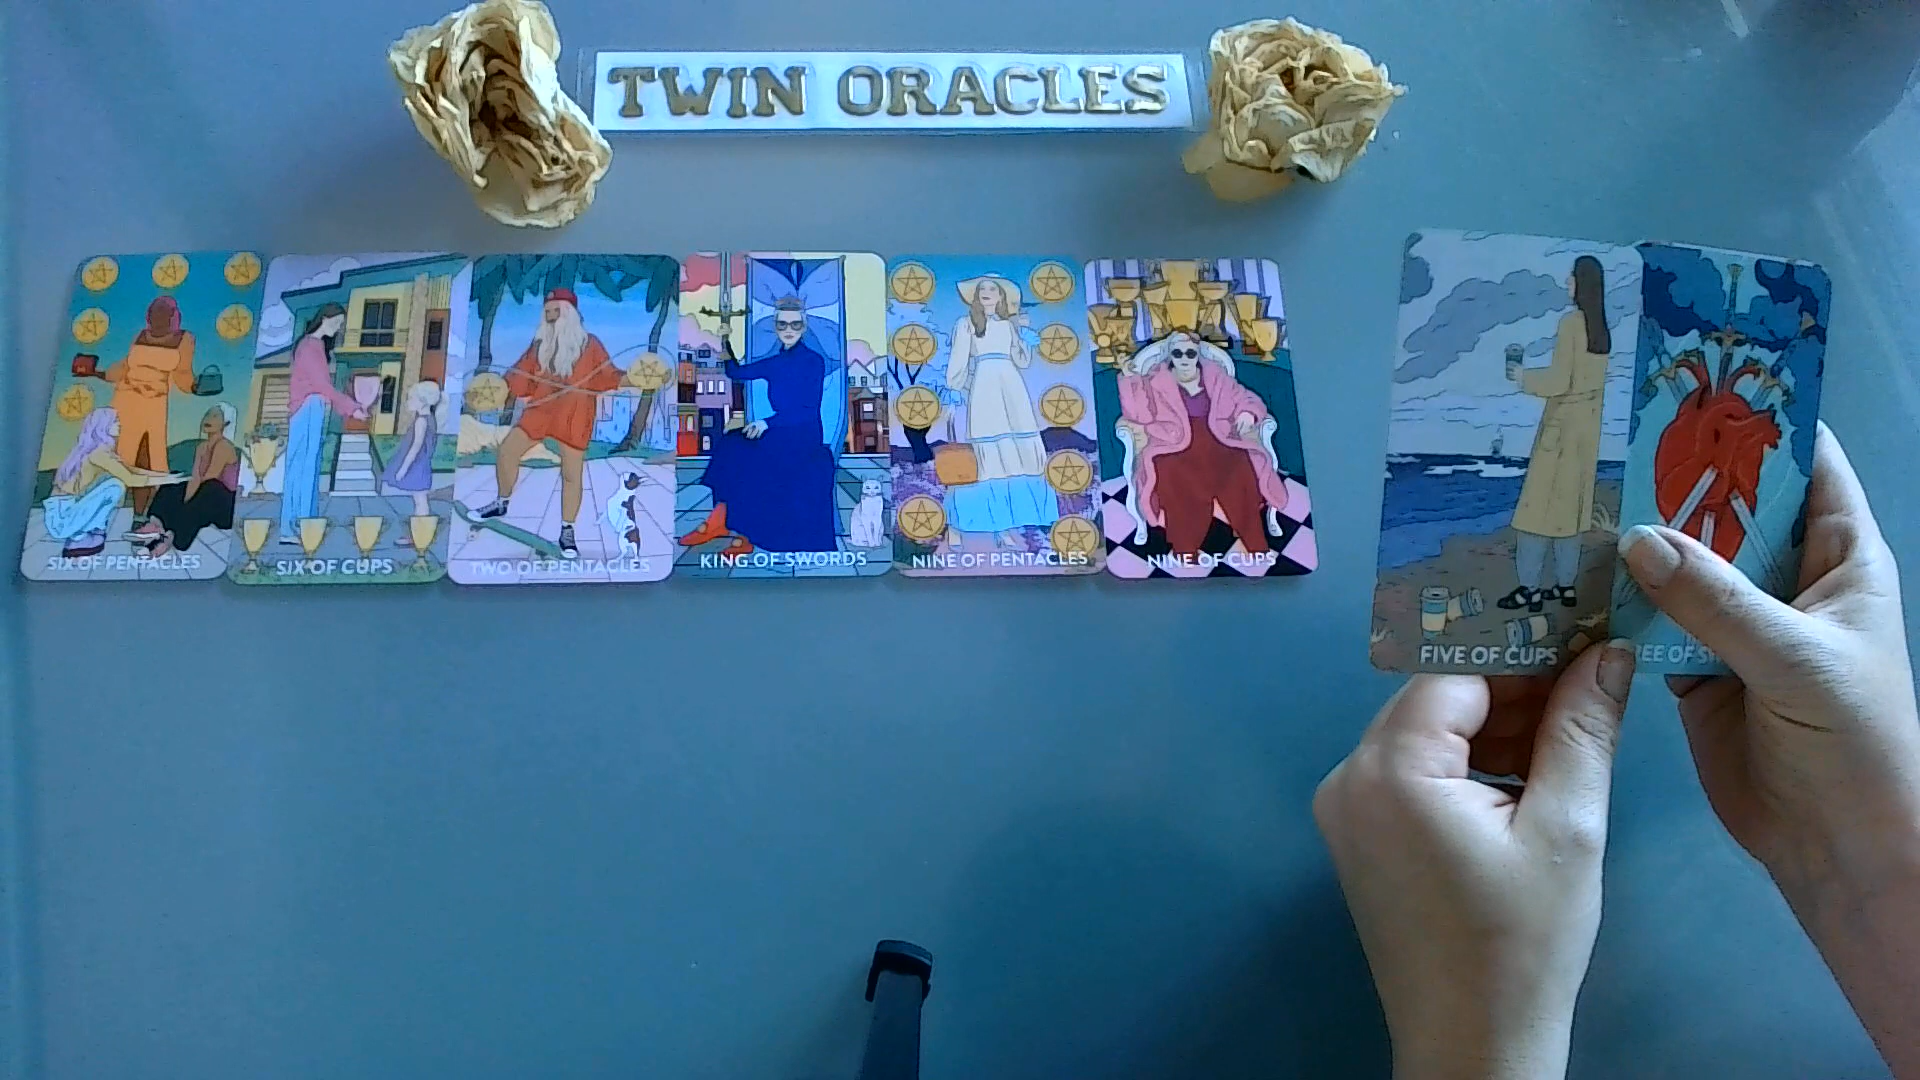 TWIN ORACLES
SIX OF PENTACLES
SIX OF CUPS
TWO OF PENTACLES
KING OF SWORDS
NINE OF PENTACLES
NINE OF CUPS
FIVE OF CUPS
OF